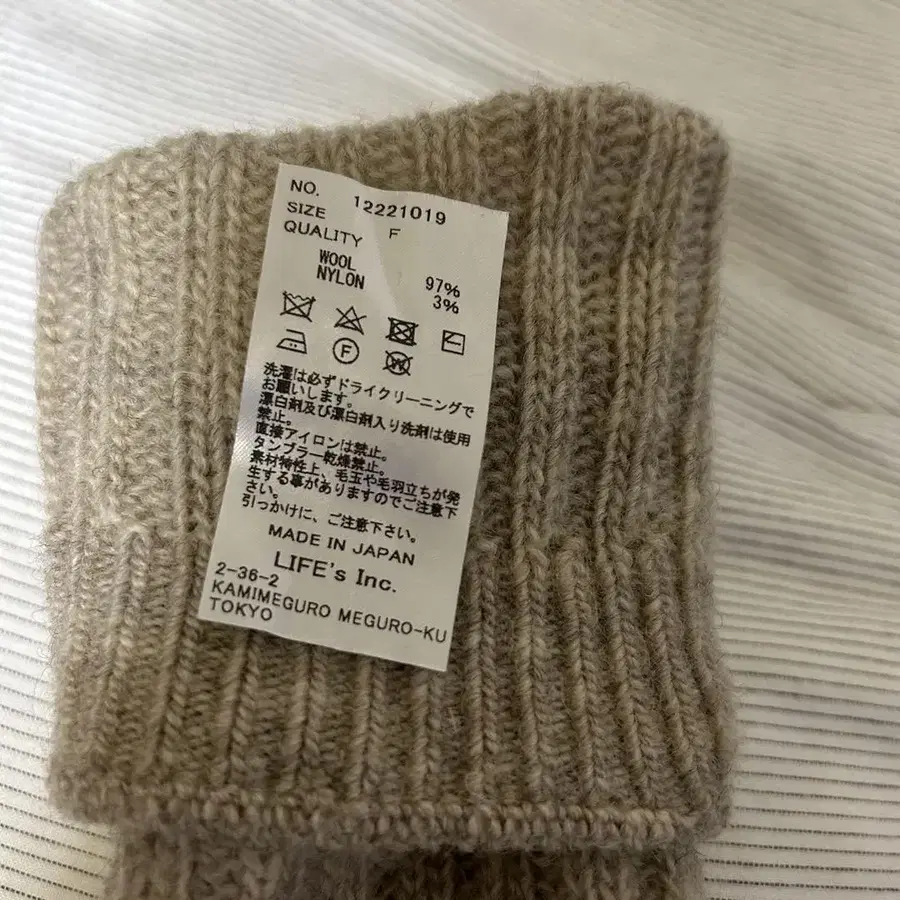 NO. 12221019
SIZE F
QUALITY
WOOL 97%
NYLON 3%
F
W
洗濯は必ずドライクリーニングで
お願いします。
漂白剤及び漂白剤入り洗剤は使用
禁止。
直接アイロンは禁止。
タンブラー乾燥禁止。
素材特性上、毛玉や毛羽立ちが発
生する事がありますのでご注意下
さい。
引っかけに、ご注意下さい。
MADE IN JAPAN
LIFE's Inc.
2-36-2
KAMIMEGURO MEGURO-KU
TOKYO